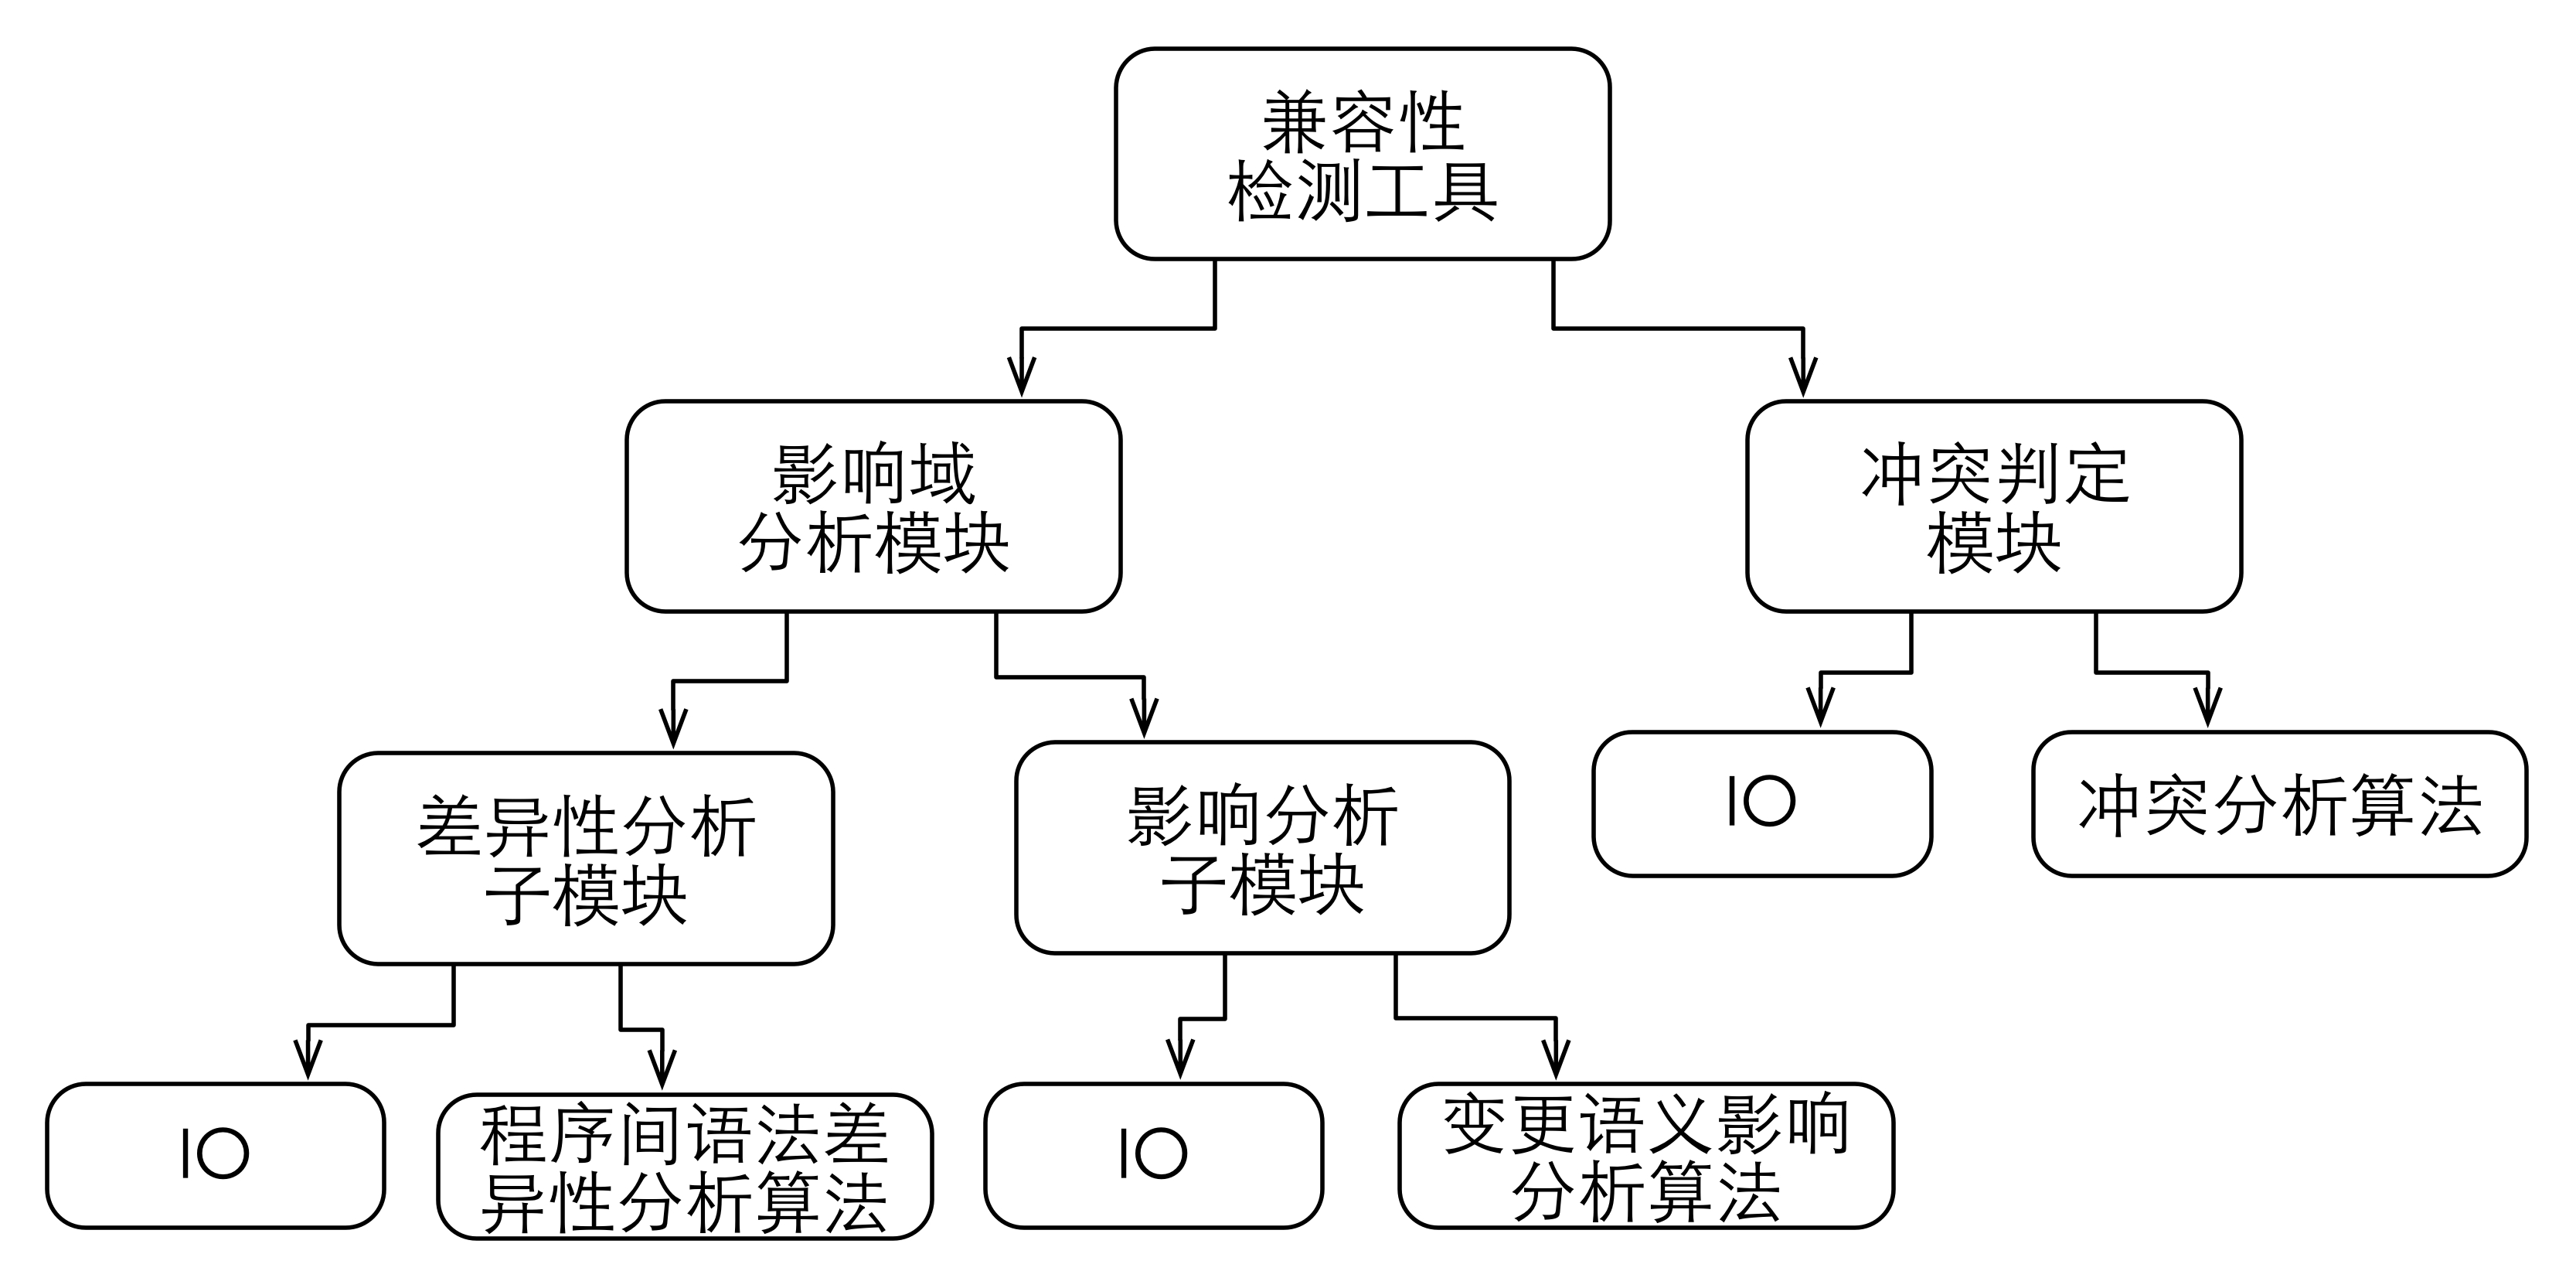 兼容性
检测工具
影响域
分析模块
冲突判定
模块
差异性分析
子模块
影响分析
子模块
IO
冲突分析算法
IO
程序间语法差
异性分析算法
IO
变更语义影响
分析算法